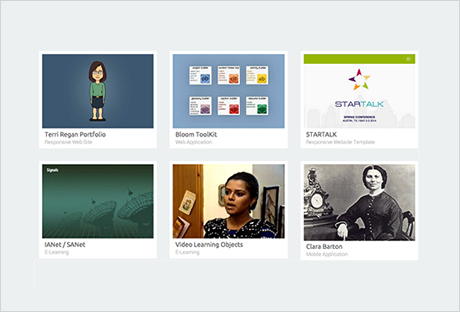 STARTALK
SPRING CONFERENCE
Terri Regan Portfolio
Responsive Web Site
Bloom ToolKit
Web Application
STARTALK
Responsive Website Template
Signals
IANet / SANet
E-Learning
Video Learning Objects
E-Learning
Clara Barton
Mobile Application